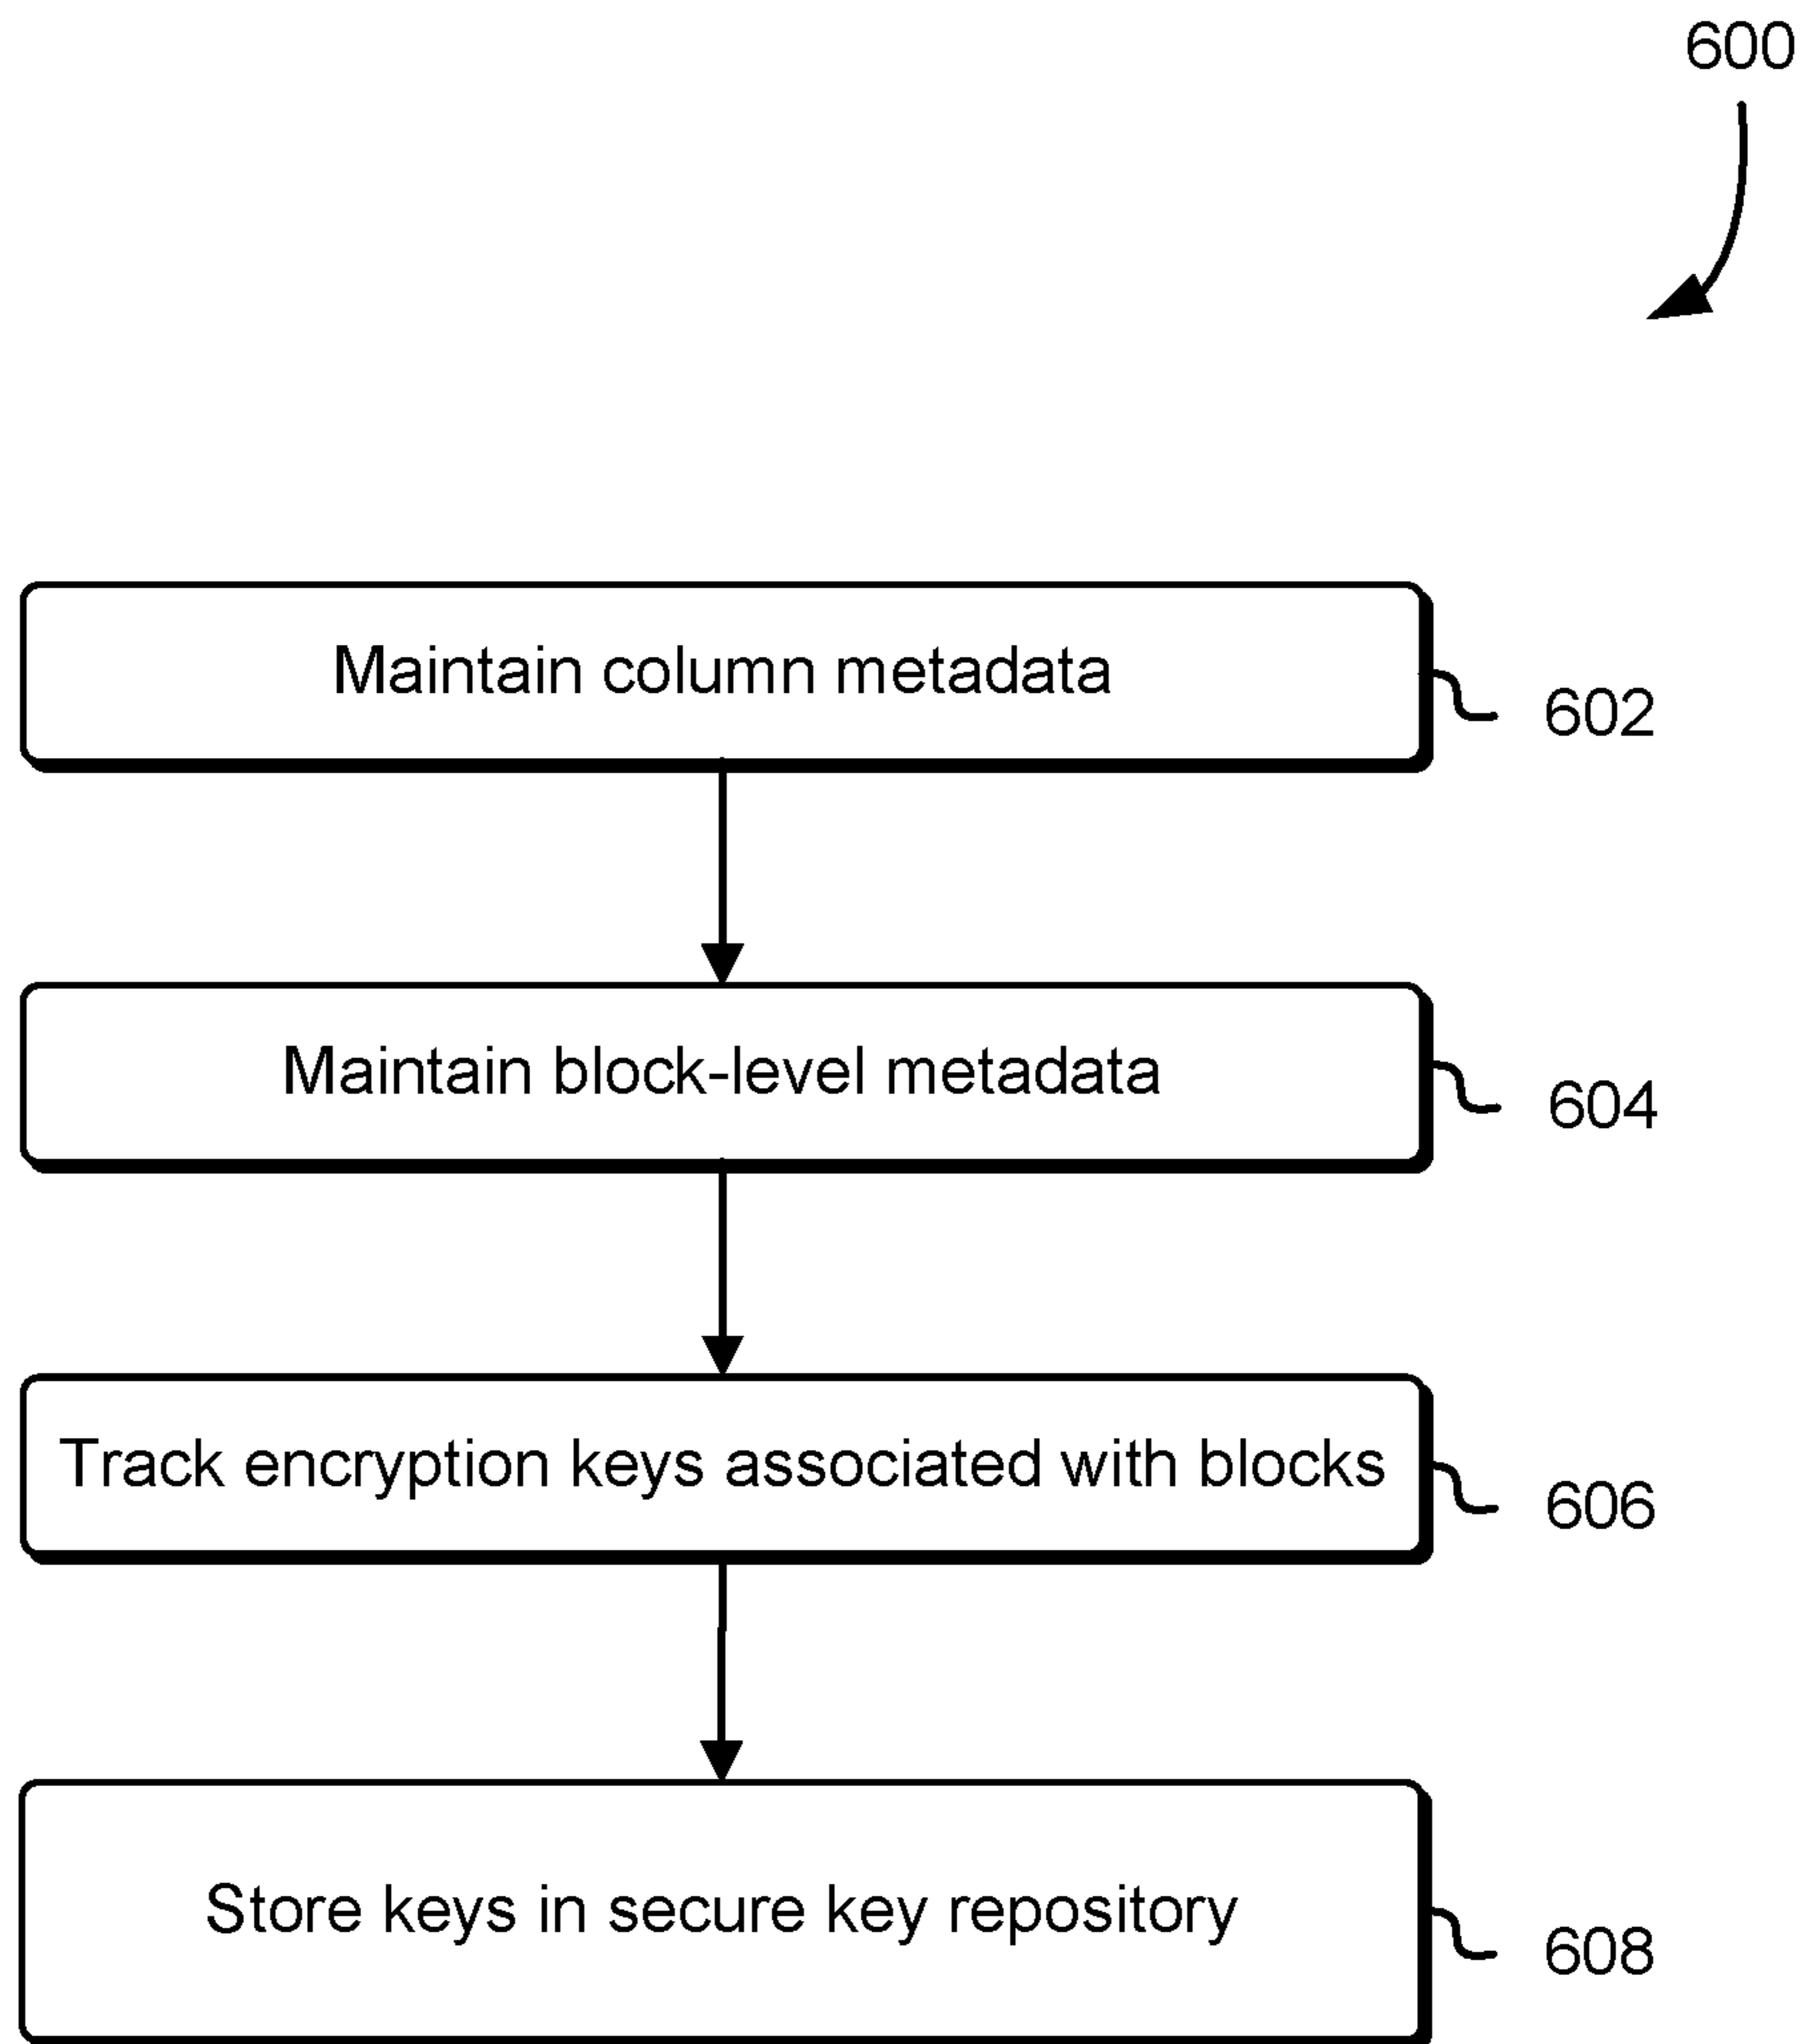 600
Maintain column metadata
602
Maintain block-level metadata
604
Track encryption keys associated with blocks
606
Store keys in secure key repository
608